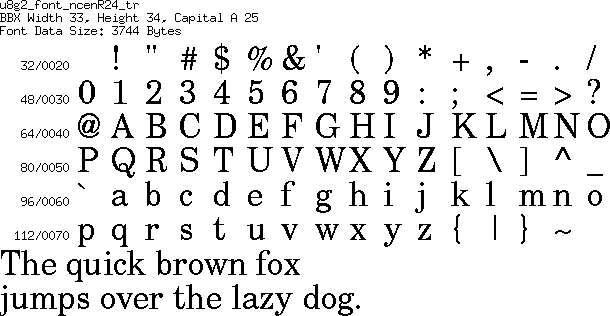 u8g2_font_ncenR24_tr
BBX Width 33, Height 34, Capital A 25
Font Data Size: 3744 Bytes
32/0020 ! " # $ % & ' ( ) * + , - . /
48/0030 0 1 2 3 4 5 6 7 8 9 : ; < = > ?
64/0040 @ A B C D E F G H I J K L M N O
80/0050 P Q R S T U V W X Y Z [ \ ] ^ _
96/0060 ` a b c d e f g h i j k l m n o
112/0070 p q r s t u v w x y z { | } ~
The quick brown fox
jumps over the lazy dog.